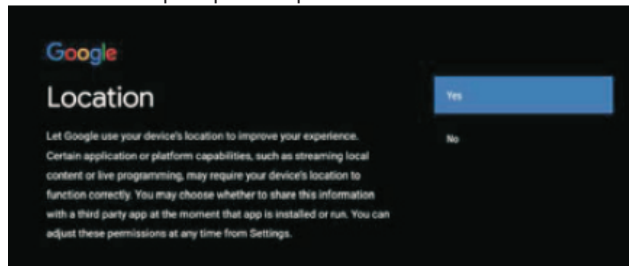 Google
Location
Let Google use your device's location to improve your experience.
Certain application or platform capabilities, such as streaming local
content or live programming, may require your device's location to
function correctly. You may choose whether to share this information
with a third party app at the moment that app is installed or run. You can
adjust these permissions at any time from Settings.
Yes
No